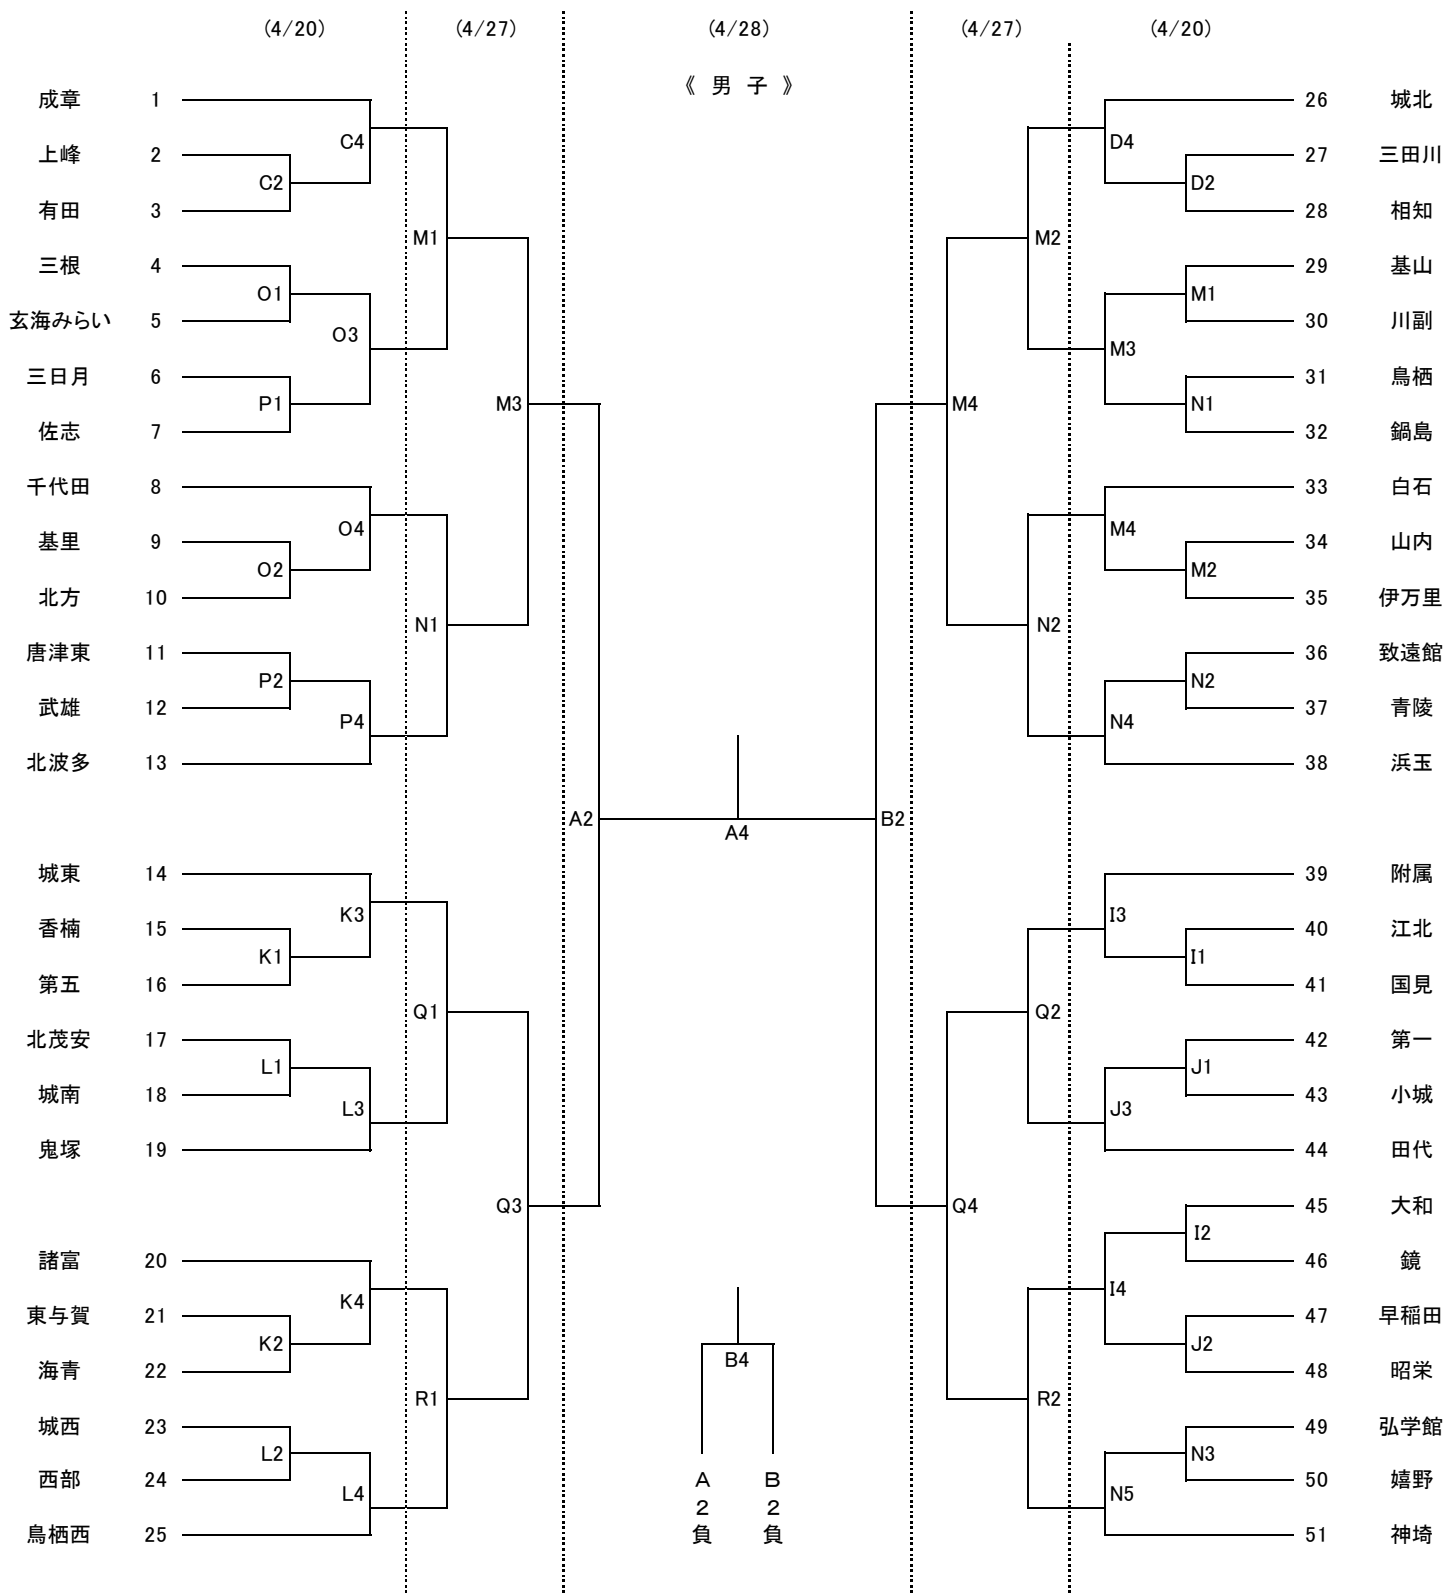 (4/20) (4/27) (4/28) (4/27) (4/20)
《 男 子 》
成章 1 26 城北
C4 D4
上峰 2 27 三田川
C2 D2
有田 3 28 相知
M1 M2
三根 4 29 基山
O1 M1
玄海みらい 5 30 川副
O3 M3
三日月 6 31 鳥栖
P1 M3 M4 N1
佐志 7 32 鍋島
千代田 8 33 白石
O4 M4
基里 9 34 山内
O2 M2
北方 10 35 伊万里
N1 N2
唐津東 11 36 致遠館
P2 N2
武雄 12 37 青陵
P4 N4
北波多 13 38 浜玉
A2 A4 B2
城東 14 39 附属
K3 I3
香楠 15 40 江北
K1 I1
第五 16 41 国見
Q1 Q2
北茂安 17 42 第一
L1 J1
城南 18 43 小城
L3 J3
鬼塚 19 44 田代
Q3 Q4 45 大和
I2
諸富 20 46 鏡
K4 I4
東与賀 21 47 早稲田
K2 B4 J2
海青 22 48 昭栄
R1 R2
城西 23 49 弘学館
L2 N3
西部 24 A2負 B2負 50 嬉野
L4 N5
鳥栖西 25 51 神埼